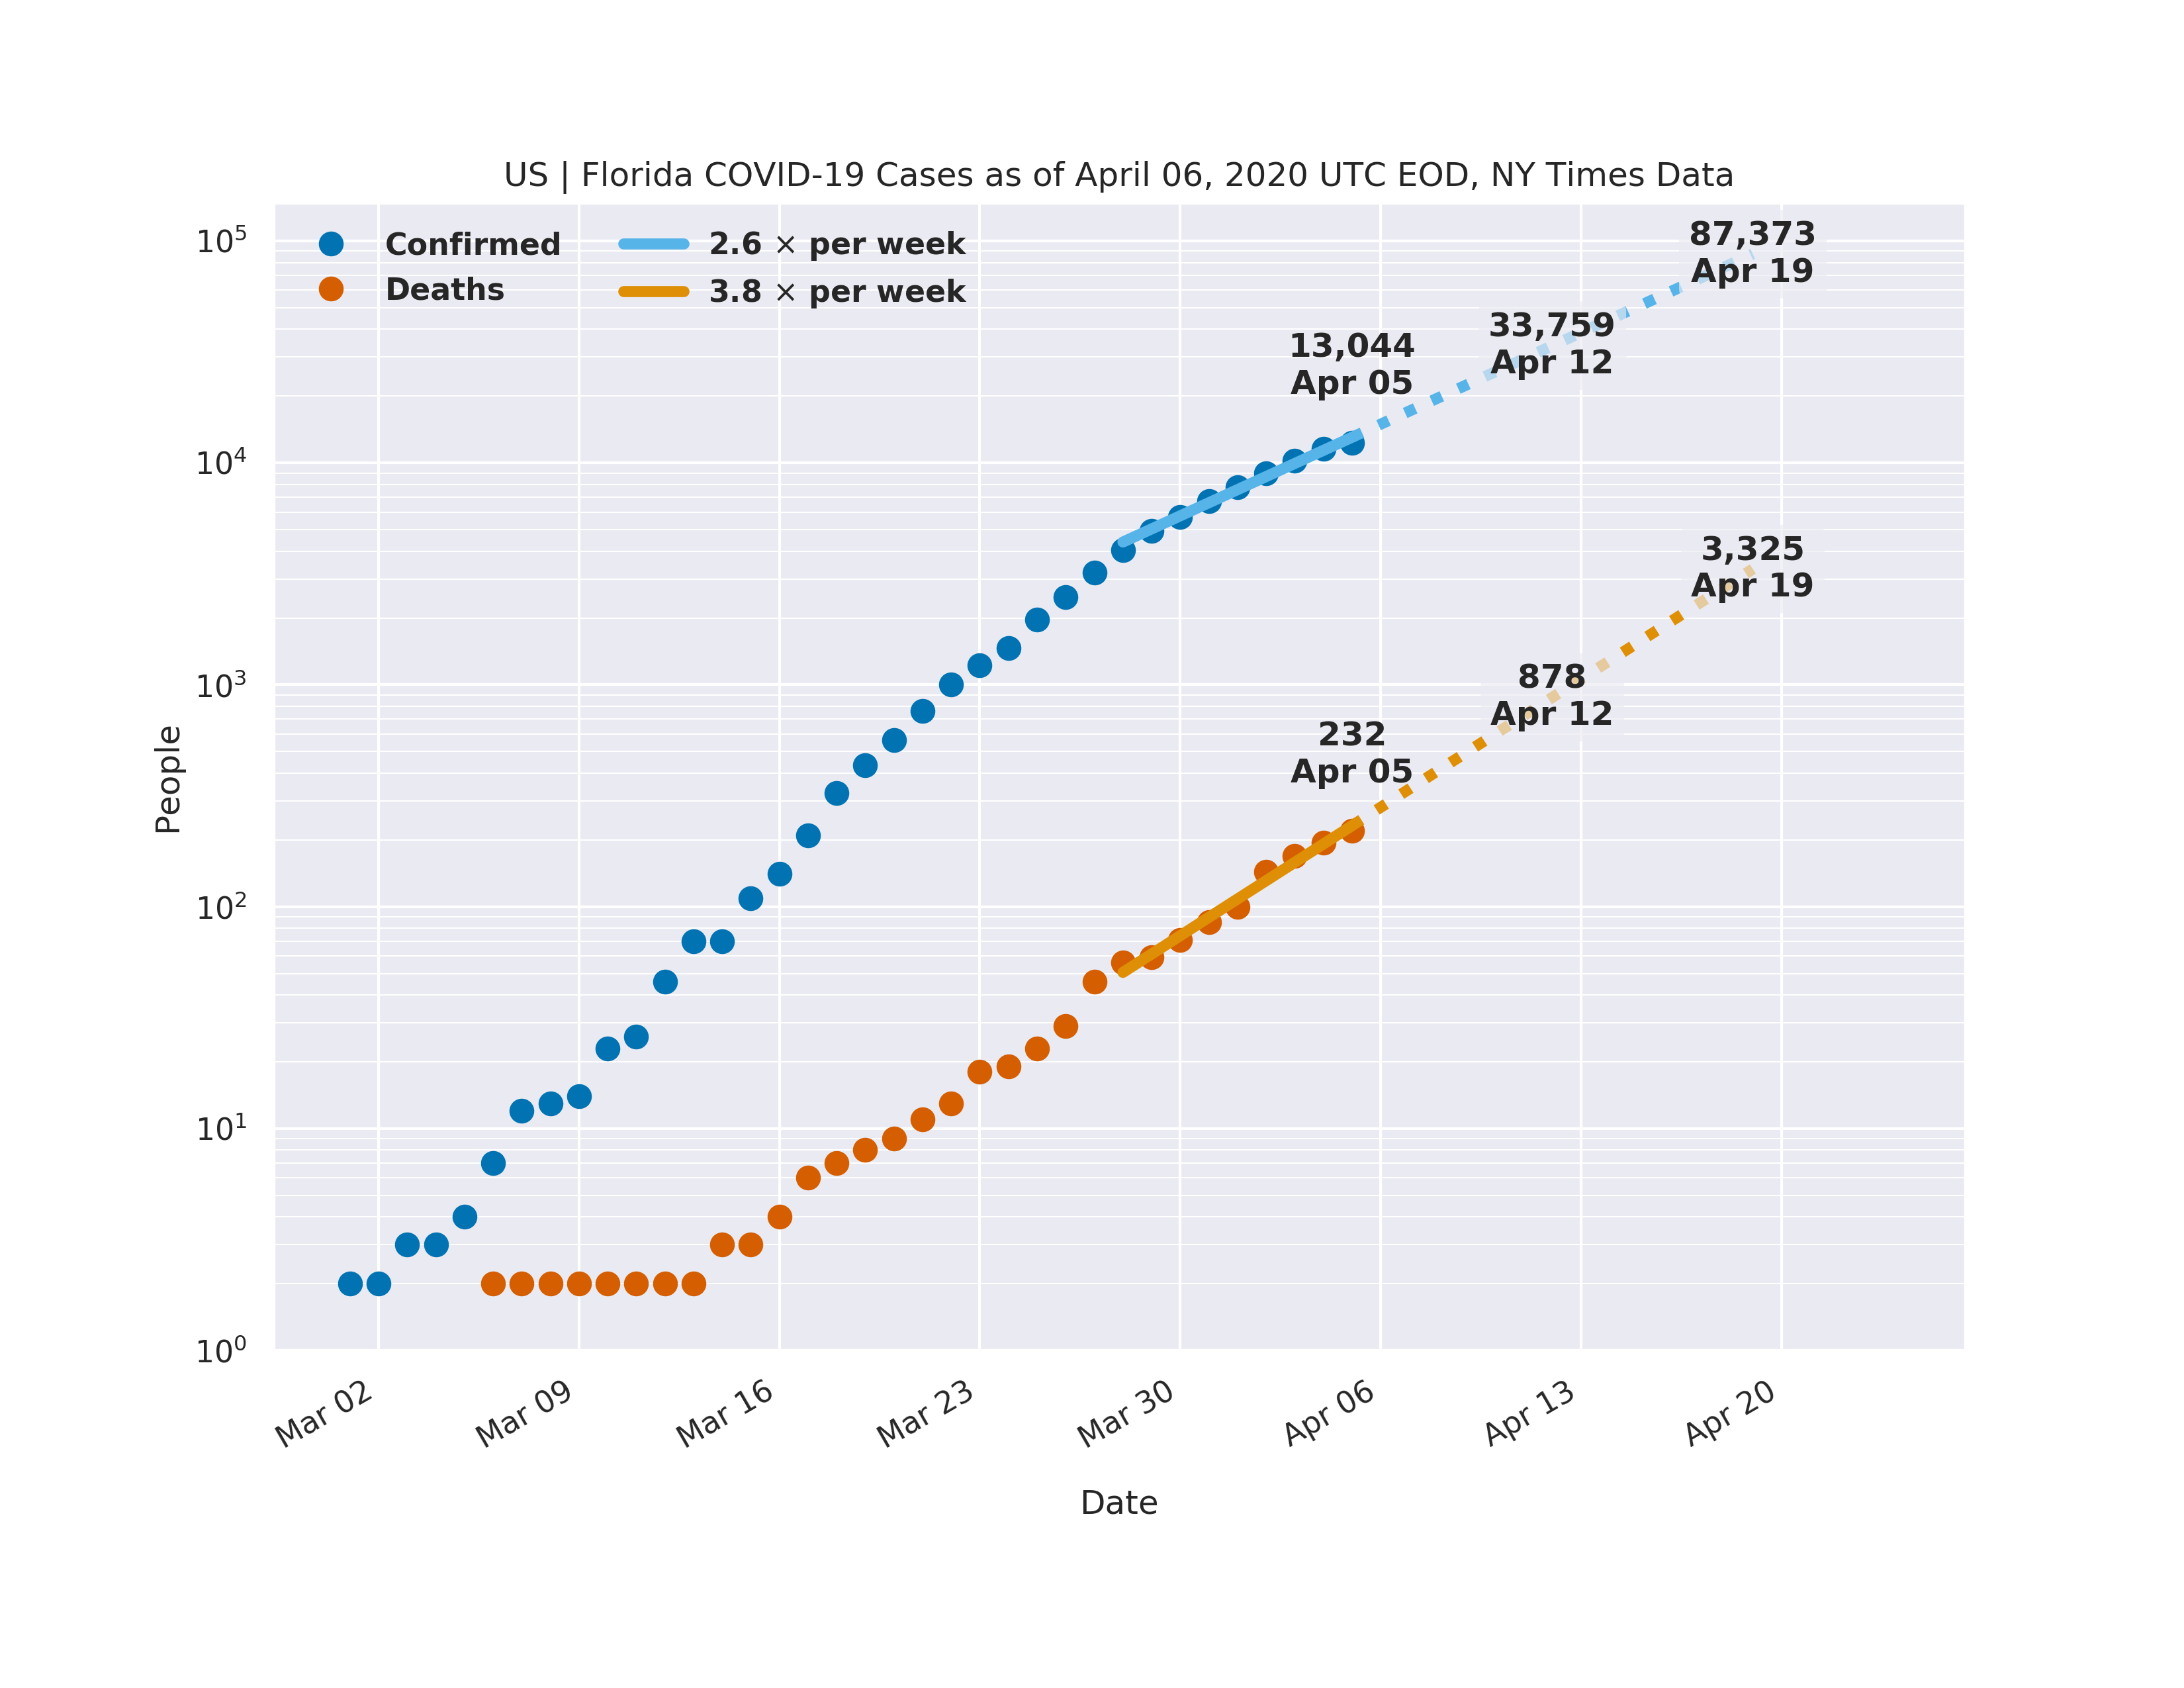 US | Florida COVID-19 Cases as of April 06, 2020 UTC EOD, NY Times Data
Confirmed
Deaths
2.6 × per week
3.8 × per week
87,373
Apr 19
33,759
Apr 12
13,044
Apr 05
3,325
Apr 19
878
Apr 12
232
Apr 05
People
10⁵
10⁴
10³
10²
10¹
10⁰
Mar 02
Mar 09
Mar 16
Mar 23
Mar 30
Apr 06
Apr 13
Apr 20
Date